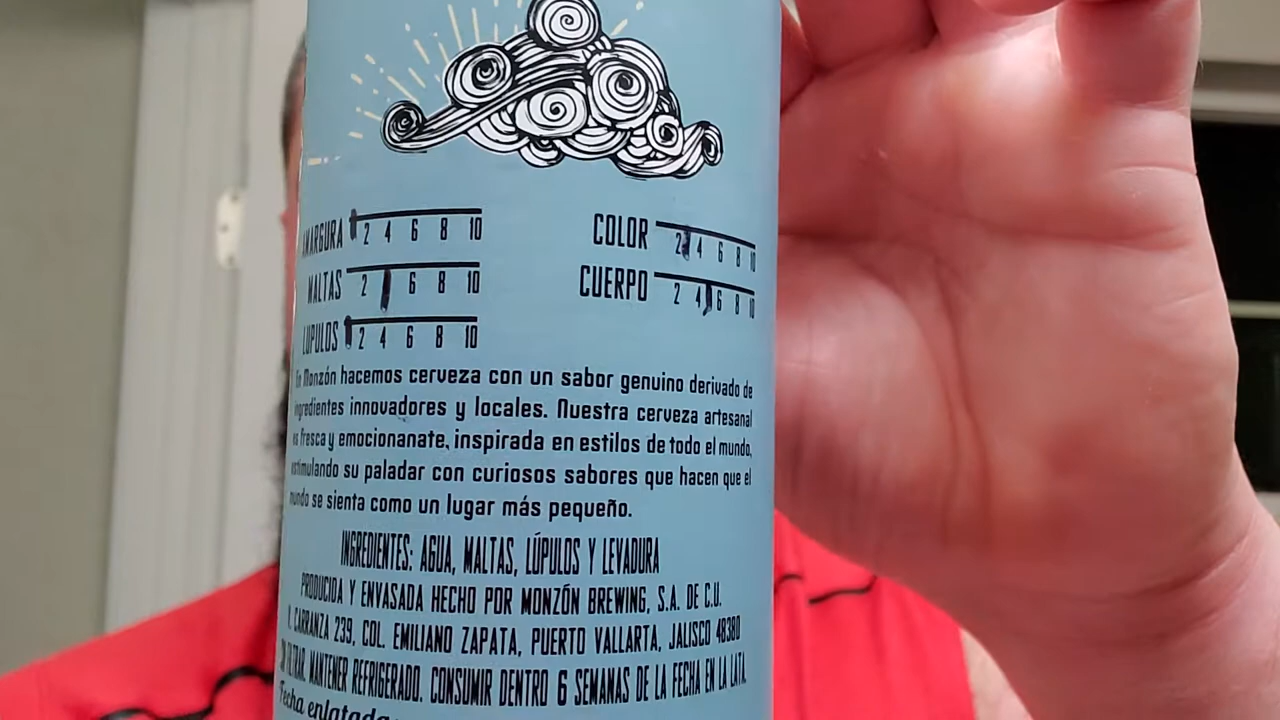 AMARGURA 2 4 6 8 10
MALTAS 2 6 8 10
LÚPULOS 2 4 6 8 10
COLOR 2 4 6 8 10
CUERPO 2 4 6 8 10
En Monzón hacemos cerveza con un sabor genuino derivado de
ingredientes innovadores y locales. Nuestra cerveza artesanal
es fresca y emocionanate, inspirada en estilos de todo el mundo,
estimulando su paladar con curiosos sabores que hacen que el
mundo se sienta como un lugar más pequeño.
INGREDIENTES: AGUA, MALTAS, LÚPULOS Y LEVADURA
PRODUCIDA Y ENVASADA HECHO POR MONZÓN BREWING, S.A. DE C.U.
CARRANZA 239, COL. EMILIANO ZAPATA, PUERTO VALLARTA, JALISCO 48380
FILTRAR. MANTENER REFRIGERADO. CONSUMIR DENTRO 6 SEMANAS DE LA FECHA EN LA LATA.
Fecha enlatada